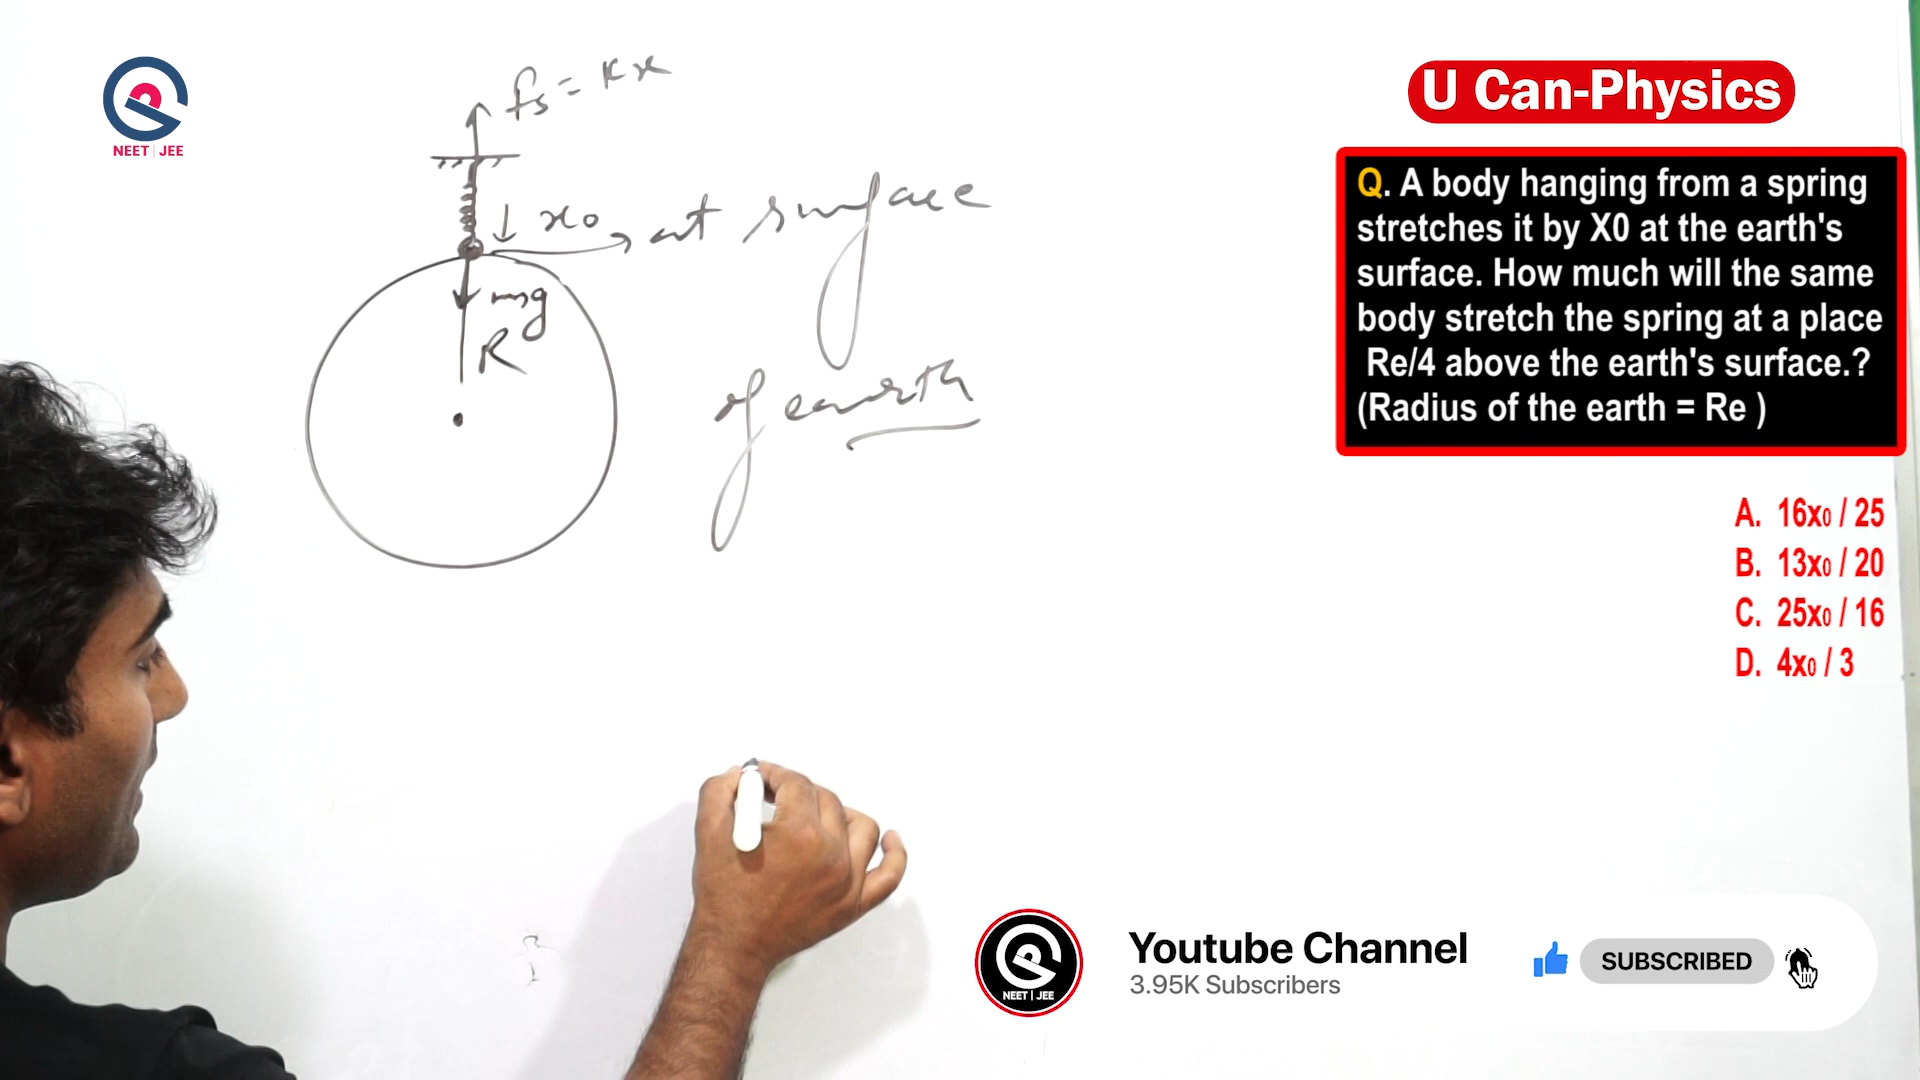 NEET | JEE
fs = kx
x0
at surface
of earth
mg
R
U Can-Physics
Q. A body hanging from a spring
stretches it by X0 at the earth's
surface. How much will the same
body stretch the spring at a place
Re/4 above the earth's surface.?
(Radius of the earth = Re )
A. 16x0 / 25
B. 13x0 / 20
C. 25x0 / 16
D. 4x0 / 3
NEET | JEE
Youtube Channel
3.95K Subscribers
SUBSCRIBED